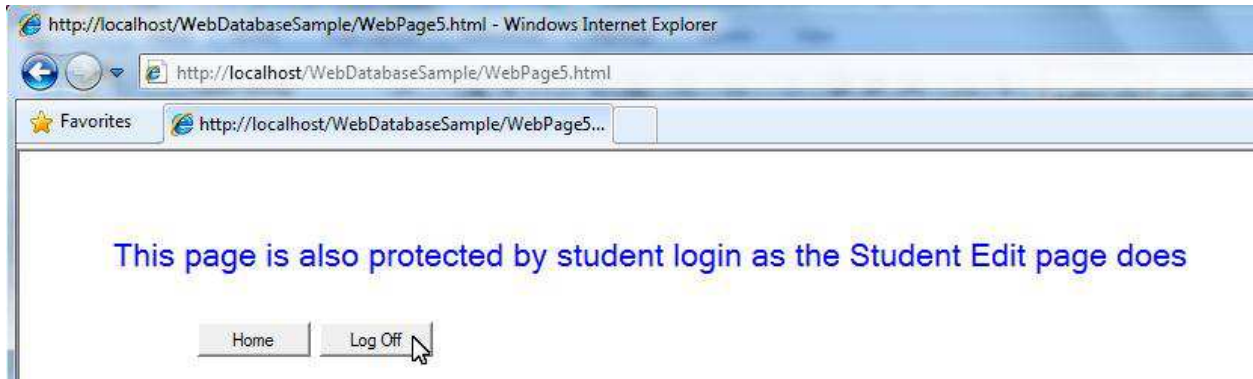 http://localhost/WebDatabaseSample/WebPage5.html - Windows Internet Explorer
http://localhost/WebDatabaseSample/WebPage5.html
Favorites http://localhost/WebDatabaseSample/WebPage5...
This page is also protected by student login as the Student Edit page does
Home Log Off